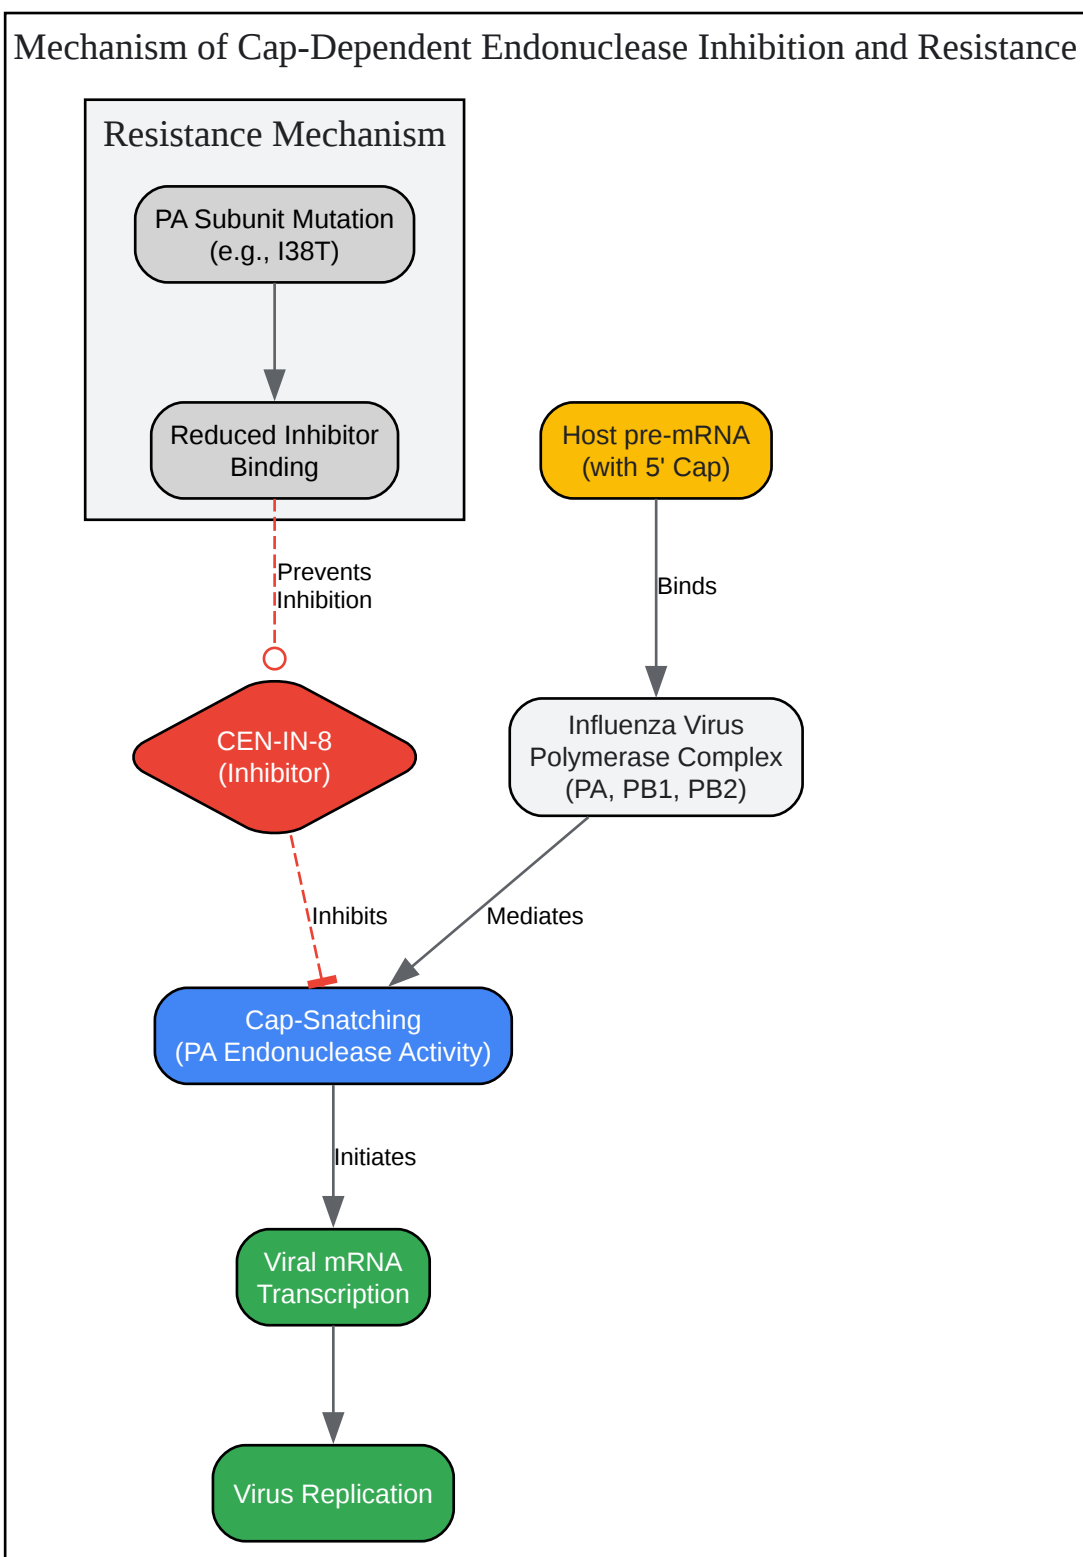 Mechanism of Cap-Dependent Endonuclease Inhibition and Resistance
Resistance Mechanism
PA Subunit Mutation
(e.g., I38T)
Reduced Inhibitor
Binding
Host pre-mRNA
(with 5' Cap)
Prevents
Inhibition
Binds
CEN-IN-8
(Inhibitor)
Influenza Virus
Polymerase Complex
(PA, PB1, PB2)
Inhibits
Mediates
Cap-Snatching
(PA Endonuclease Activity)
Initiates
Viral mRNA
Transcription
Virus Replication